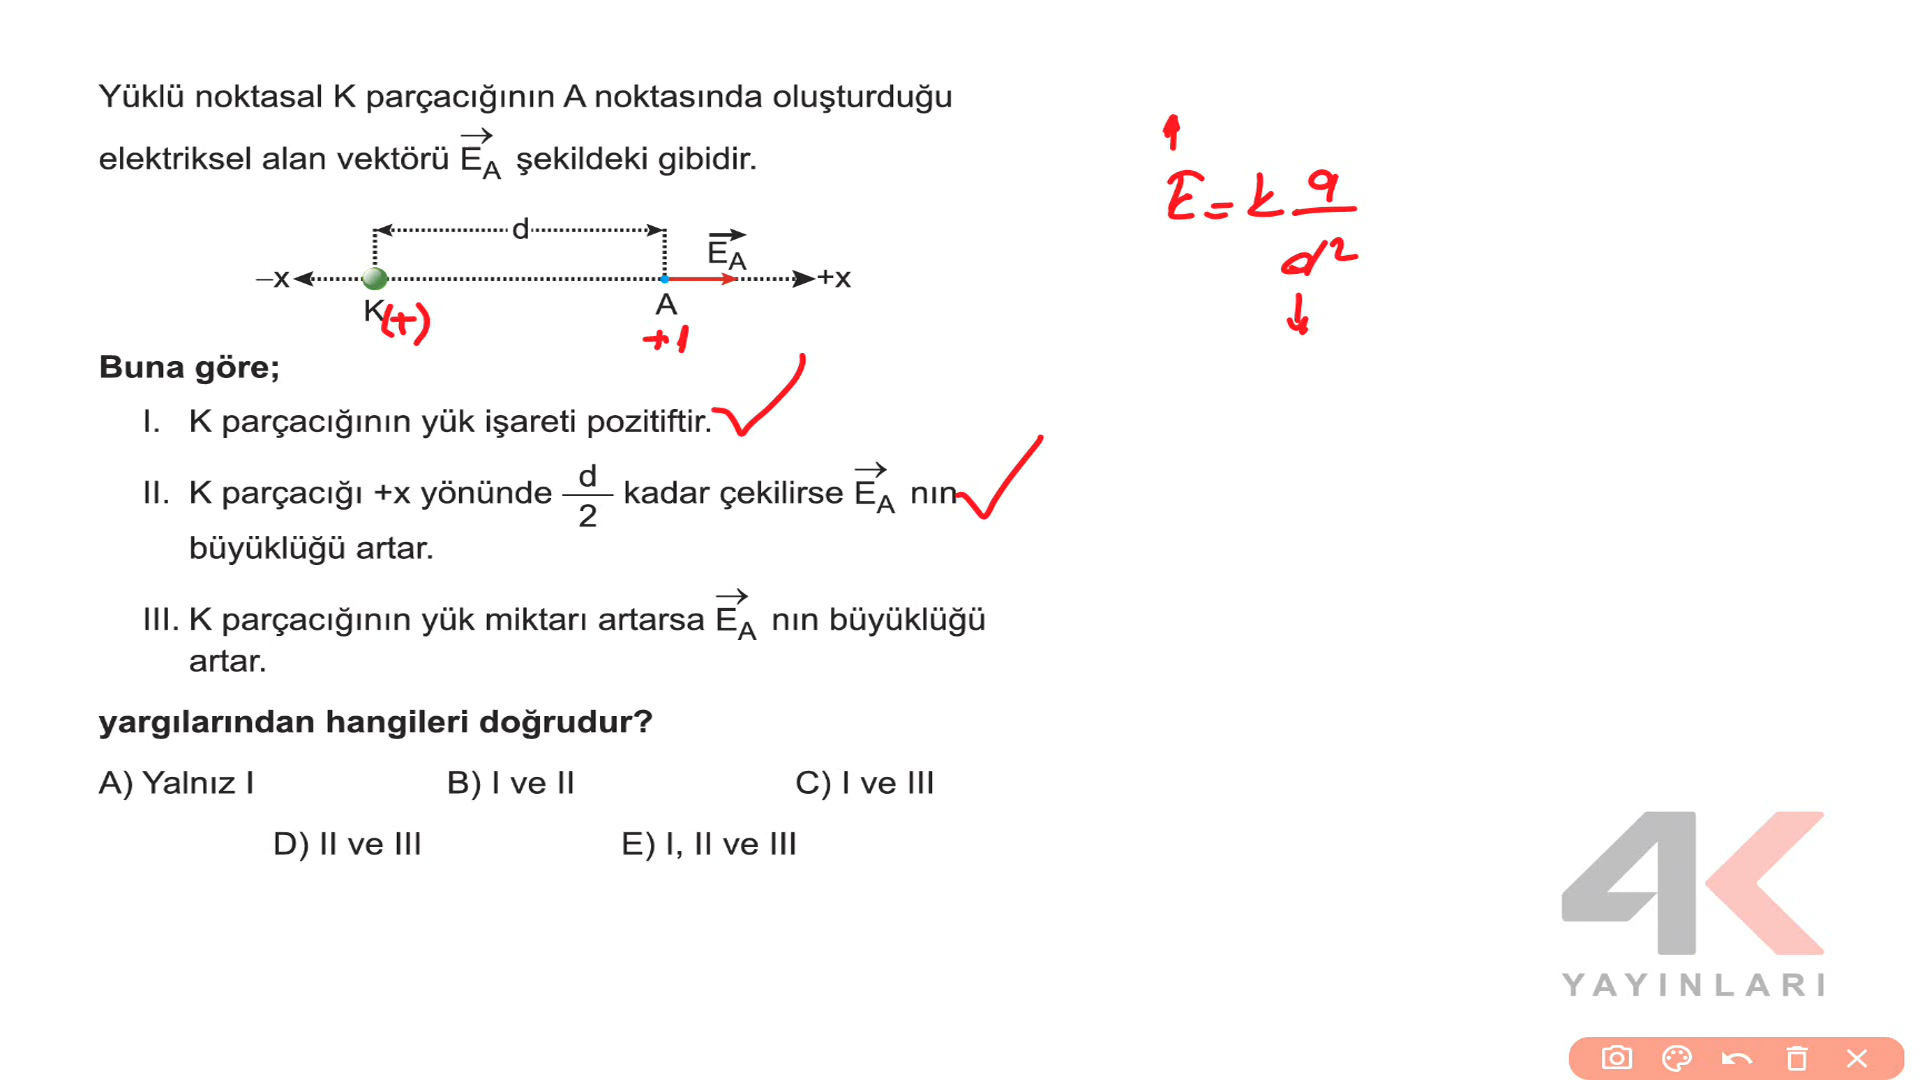 Yüklü noktasal K parçacığının A noktasında oluşturduğu
elektriksel alan vektörü E_A şekildeki gibidir.
d
E_A
–x
+x
K
(+)
A
+1
E = k q / d²
Buna göre;
I. K parçacığının yük işareti pozitiftir.
II. K parçacığı +x yönünde d/2 kadar çekilirse E_A nın
büyüklüğü artar.
III. K parçacığının yük miktarı artarsa E_A nın büyüklüğü
artar.
yargılarından hangileri doğrudur?
A) Yalnız I B) I ve II C) I ve III
D) II ve III E) I, II ve III
4K
YAYINLARI